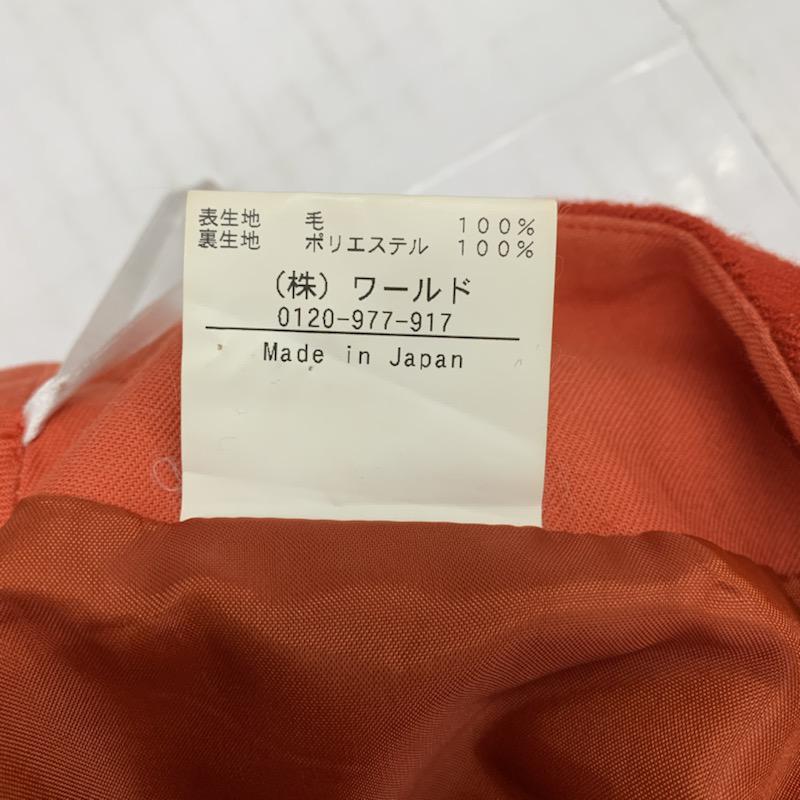 表生地 毛 100%
裏生地 ポリエステル 100%
(株) ワールド
0120-977-917
Made in Japan